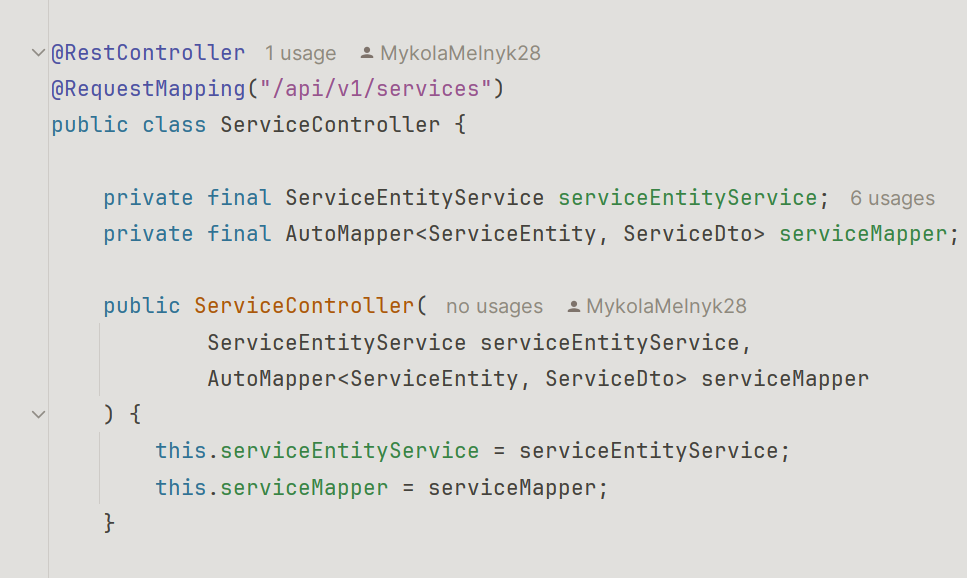 @RestController 1 usage MykolaMelnyk28
@RequestMapping("/api/v1/services")
public class ServiceController {
private final ServiceEntityService serviceEntityService; 6 usages
private final AutoMapper<ServiceEntity, ServiceDto> serviceMapper;
public ServiceController( no usages MykolaMelnyk28
ServiceEntityService serviceEntityService,
AutoMapper<ServiceEntity, ServiceDto> serviceMapper
) {
this.serviceEntityService = serviceEntityService;
this.serviceMapper = serviceMapper;
}